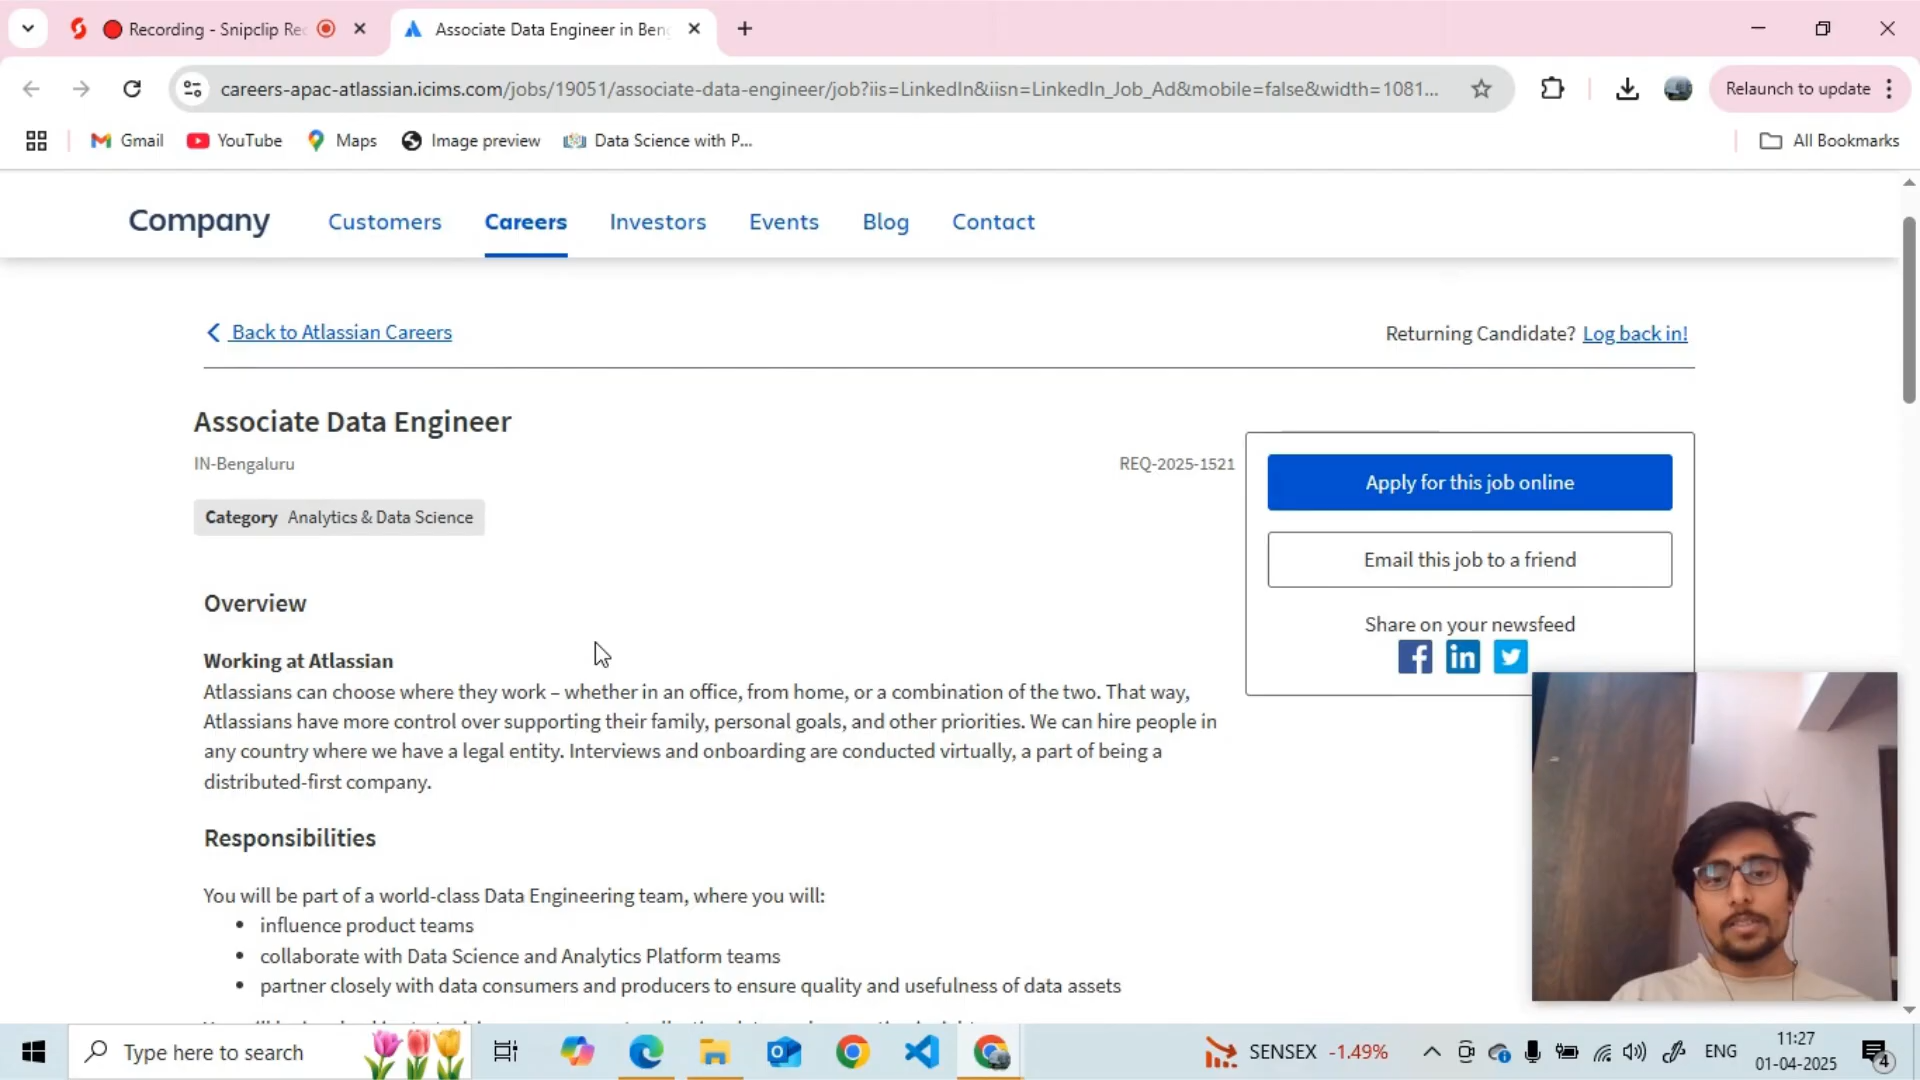 Recording - Snipclip Rec
Associate Data Engineer in Beng
careers-apac-atlassian.icims.com/jobs/19051/associate-data-engineer/job?iis=LinkedIn&iisn=LinkedIn_Job_Ad&mobile=false&width=1081...
Relaunch to update
Gmail
YouTube
Maps
Image preview
Data Science with P...
All Bookmarks
Company
Customers
Careers
Investors
Events
Blog
Contact
Back to Atlassian Careers
Returning Candidate? Log back in!
Associate Data Engineer
IN-Bengaluru
REQ-2025-1521
Category Analytics & Data Science
Apply for this job online
Email this job to a friend
Share on your newsfeed
Overview
Working at Atlassian
Atlassians can choose where they work – whether in an office, from home, or a combination of the two. That way,
Atlassians have more control over supporting their family, personal goals, and other priorities. We can hire people in
any country where we have a legal entity. Interviews and onboarding are conducted virtually, a part of being a
distributed-first company.
Responsibilities
You will be part of a world-class Data Engineering team, where you will:
• influence product teams
• collaborate with Data Science and Analytics Platform teams
• partner closely with data consumers and producers to ensure quality and usefulness of data assets
Type here to search
SENSEX -1.49%
ENG
11:27
01-04-2025
4